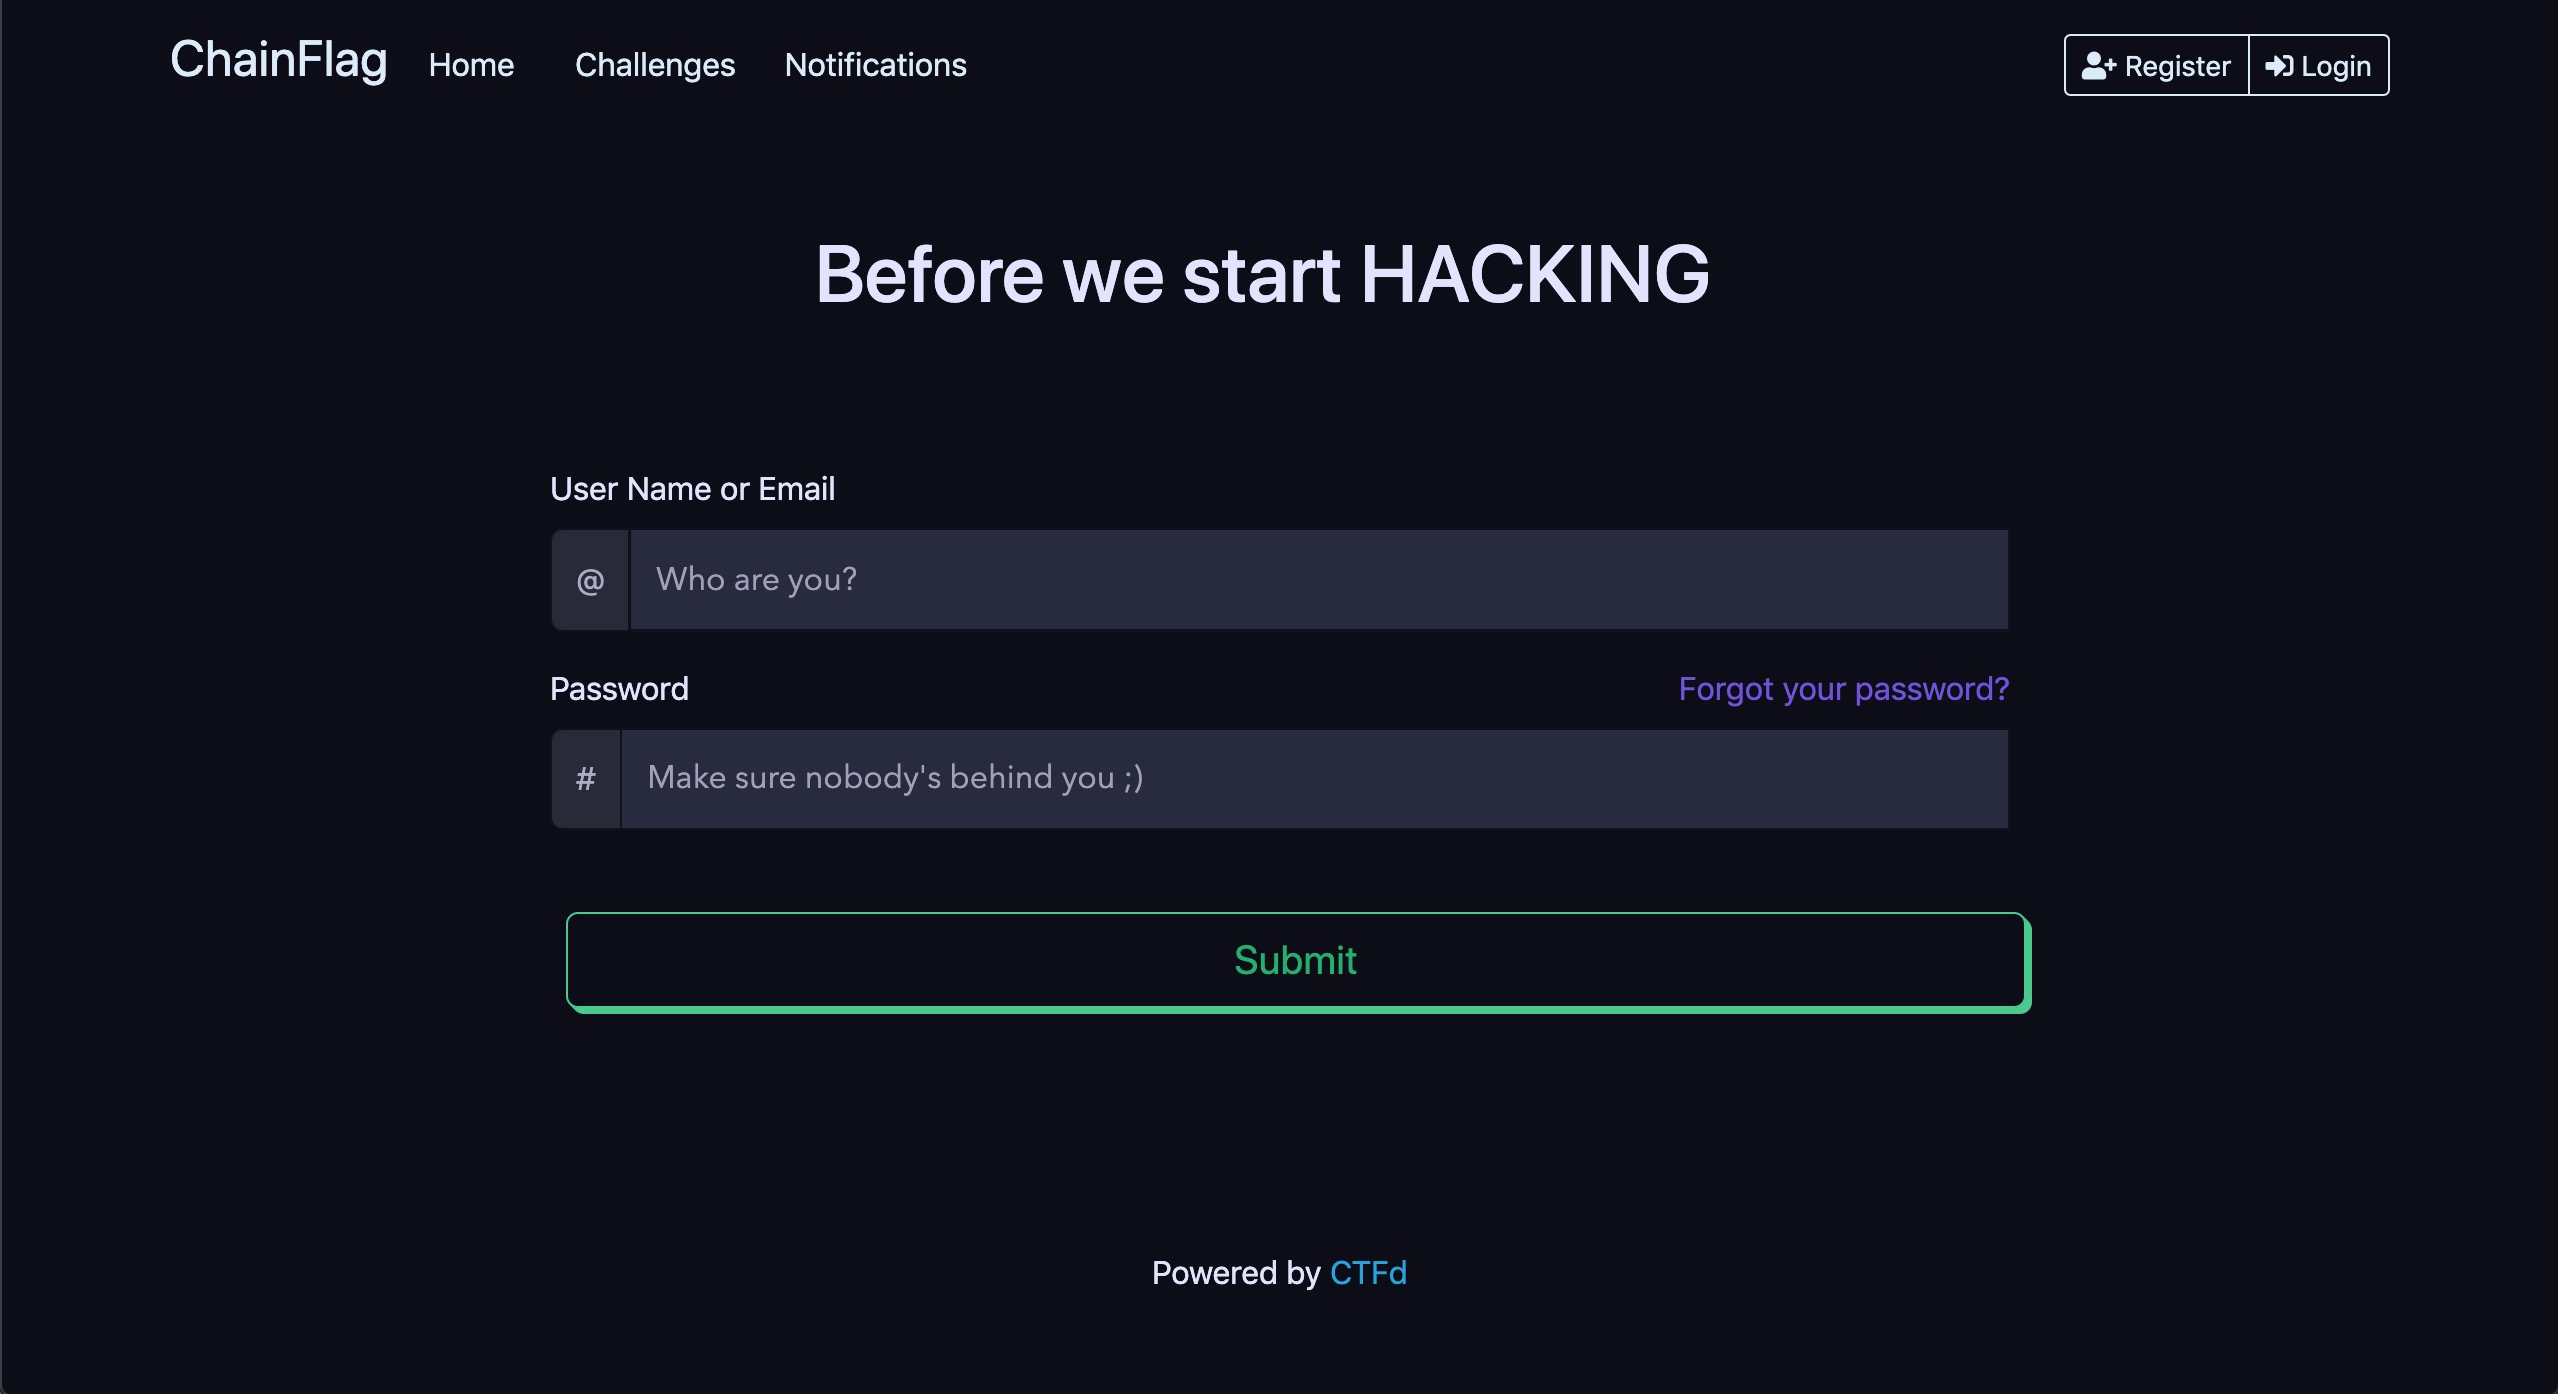 ChainFlag Home Challenges Notifications Register Login
Before we start HACKING
User Name or Email
@ Who are you?
Password Forgot your password?
# Make sure nobody's behind you ;)
Submit
Powered by CTFd